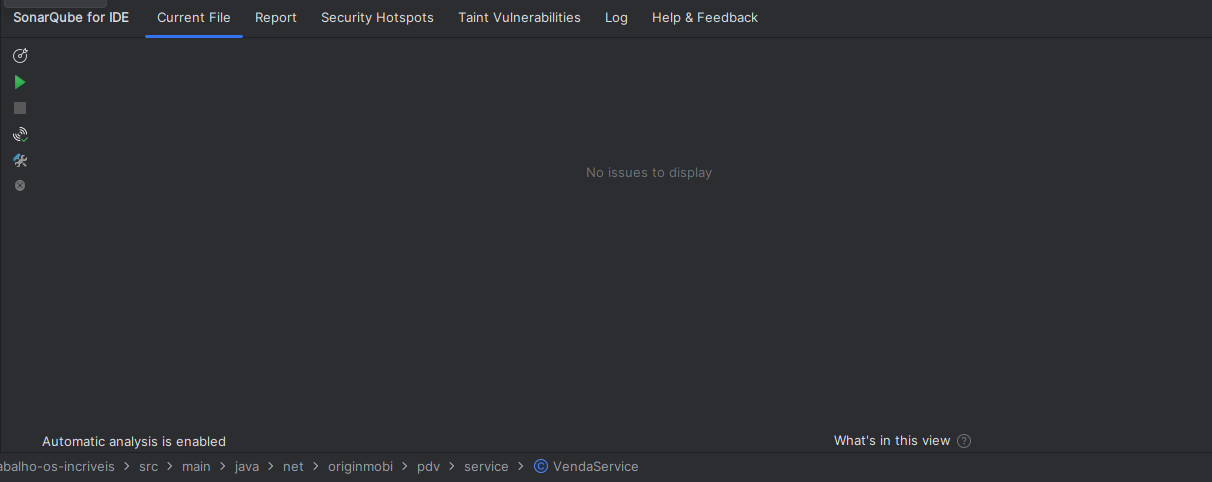 SonarQube for IDE Current File Report Security Hotspots Taint Vulnerabilities Log Help & Feedback
No issues to display
Automatic analysis is enabled What's in this view ?
abalho-os-incriveis > src > main > java > net > originmobi > pdv > service > C VendaService